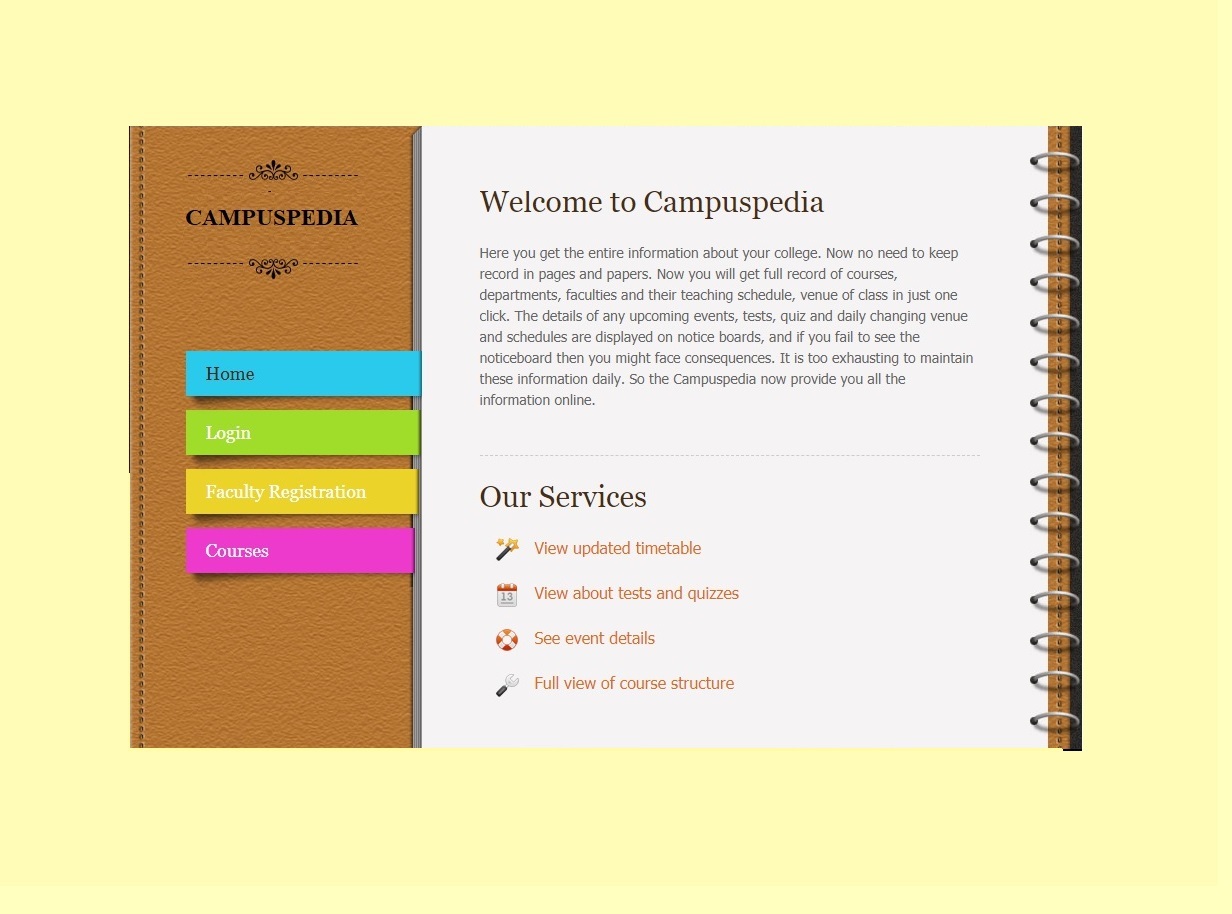 CAMPUSPEDIA
Home
Login
Faculty Registration
Courses
Welcome to Campuspedia
Here you get the entire information about your college. Now no need to keep
record in pages and papers. Now you will get full record of courses,
departments, faculties and their teaching schedule, venue of class in just one
click. The details of any upcoming events, tests, quiz and daily changing venue
and schedules are displayed on notice boards, and if you fail to see the
noticeboard then you might face consequences. It is too exhausting to maintain
these information daily. So the Campuspedia now provide you all the
information online.
Our Services
View updated timetable
13
View about tests and quizzes
See event details
Full view of course structure